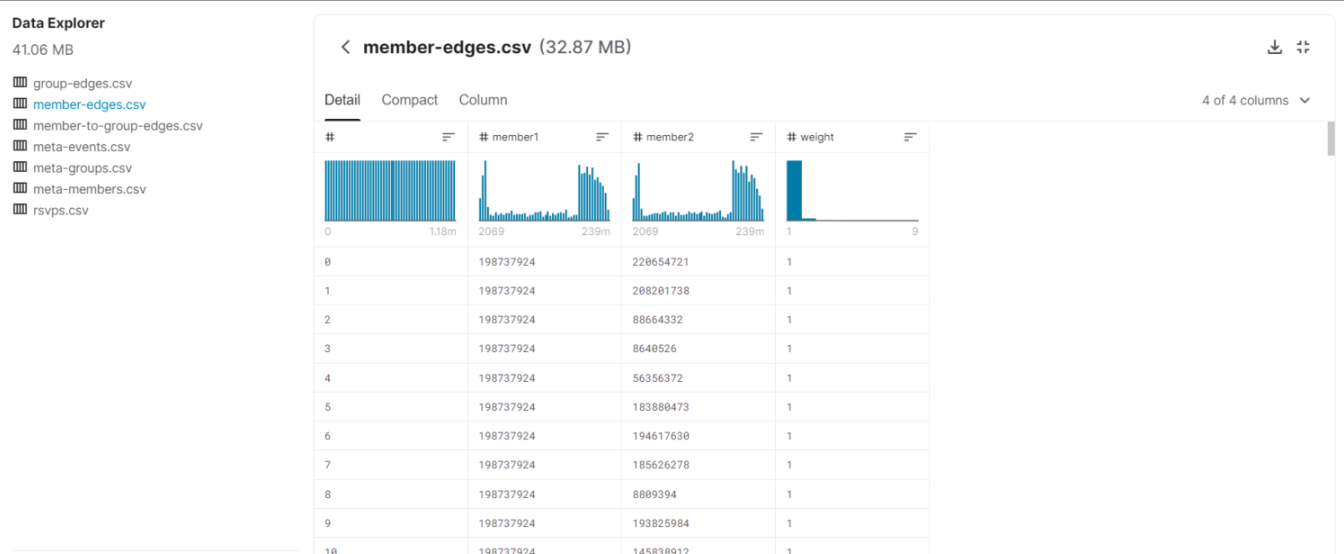 Data Explorer
41.06 MB
group-edges.csv
member-edges.csv
member-to-group-edges.csv
meta-events.csv
meta-groups.csv
meta-members.csv
rsvps.csv
member-edges.csv (32.87 MB)
Detail Compact Column 4 of 4 columns
# # member1 # member2 # weight
0 1.18m 2069 239m 2069 239m 1 9
0 198737924 220654721 1
1 198737924 208201738 1
2 198737924 88664332 1
3 198737924 8640526 1
4 198737924 56356372 1
5 198737924 183880473 1
6 198737924 194617630 1
7 198737924 185626278 1
8 198737924 8809394 1
9 198737924 193825984 1
10 198737924 145838912 1